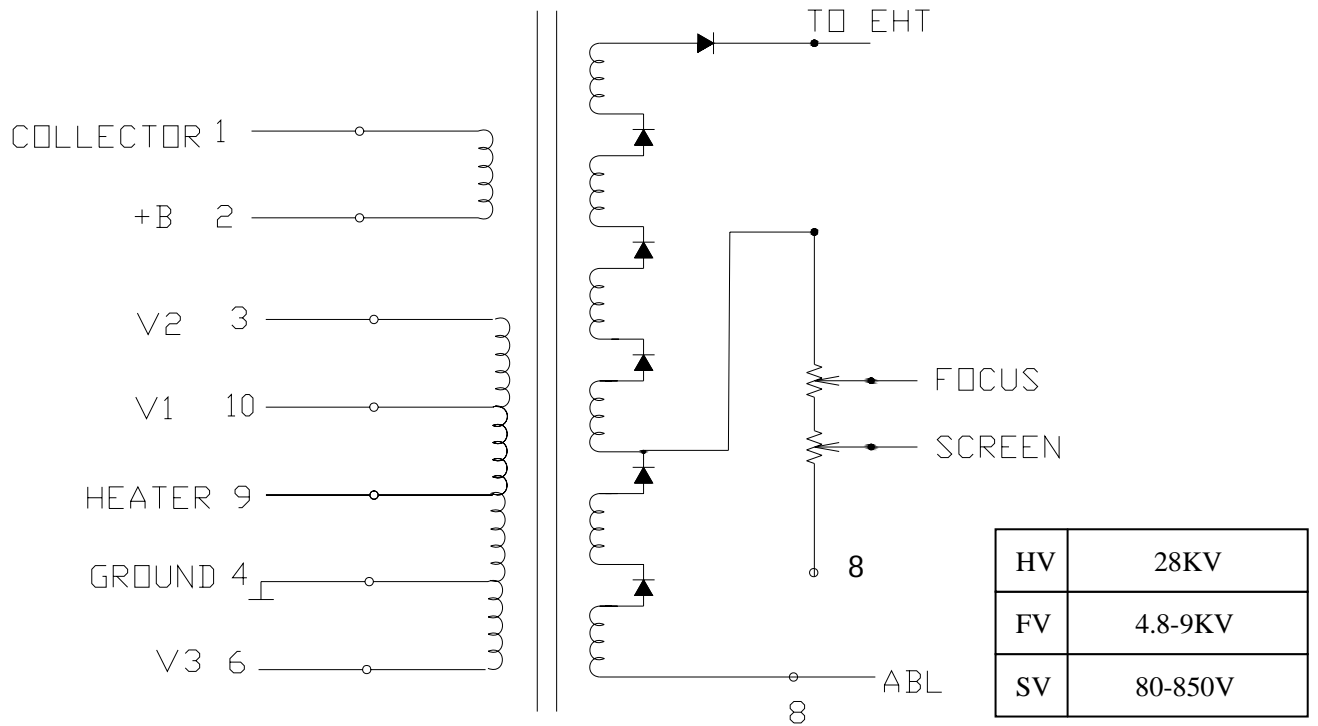 TO EHT
COLLECTOR 1
+B 2
V2 3
V1 10
FOCUS
SCREEN
HEATER 9
GROUND 4
8
V3 6
ABL
8
HV 28KV
FV 4.8-9KV
SV 80-850V